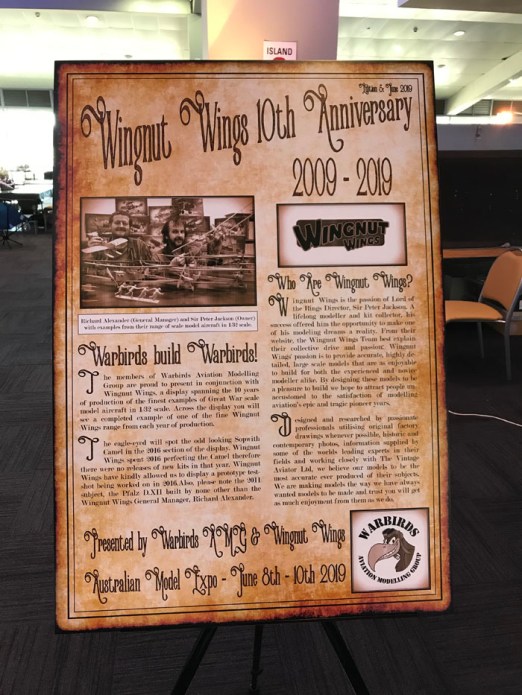 ISLAND
Wingnut Wings 10th Anniversary
2009 - 2019
WINGNUT
WINGS
Richard Alexander (General Manager) and Sir Peter Jackson (Owner)
with examples from their range of scale model aircraft in 1/32 scale.
Warbirds build Warbirds!
The members of Warbirds Aviation Modelling
Group are proud to present in conjunction with
Wingnut Wings, a display spanning the 10 years
of production of the finest examples of Great War scale
model aircraft in 1/32 scale. Across the display you will
see a completed example of one of the fine Wingnut
Wings range from each year of production.
The eagle-eyed will spot the odd looking Sopwith
Camel in the 2016 section of the display. Wingnut
Wings spent 2016 perfecting the Camel therefore
there were no releases of new kits in that year. Wingnut
Wings have kindly allowed us to display a prototype test-
shot being worked on in 2016. Also, please note the 2011
subject, the Pfalz D.XII built by none other than the
Wingnut Wings General Manager, Richard Alexander.
Who Are Wingnut Wings?
Wingnut Wings is the passion of Lord of
the Rings Director, Sir Peter Jackson. A
lifelong modeller and kit collector, his
success offered him the opportunity to make one
of his modeling dreams a reality. From their
website, the Wingnut Wings Team best explain
their collective drive and passion: Wingnut
Wings' passion is to provide accurate, highly de-
tailed, large scale models that are as enjoyable
to build for both the experienced and novice
modeller alike. By designing these models to be
a pleasure to build we hope to attract people un-
accustomed to the satisfaction of modelling
aviation's epic and tragic pioneer years.
Designed and researched by passionate
professionals utilising original factory
drawings whenever possible, historic and
contemporary photos, information supplied by
some of the worlds leading experts in their
fields and working closely with The Vintage
Aviator Ltd, we believe our models to be the
most accurate ever produced of their subjects.
We are making models the way we have always
wanted models to be made and trust you will get
as much enjoyment from them as we do.
Presented by Warbirds AMG & Wingnut Wings
Australian Model Expo - June 8th - 10th 2019
WARBIRDS
AVIATION MODELLING GROUP